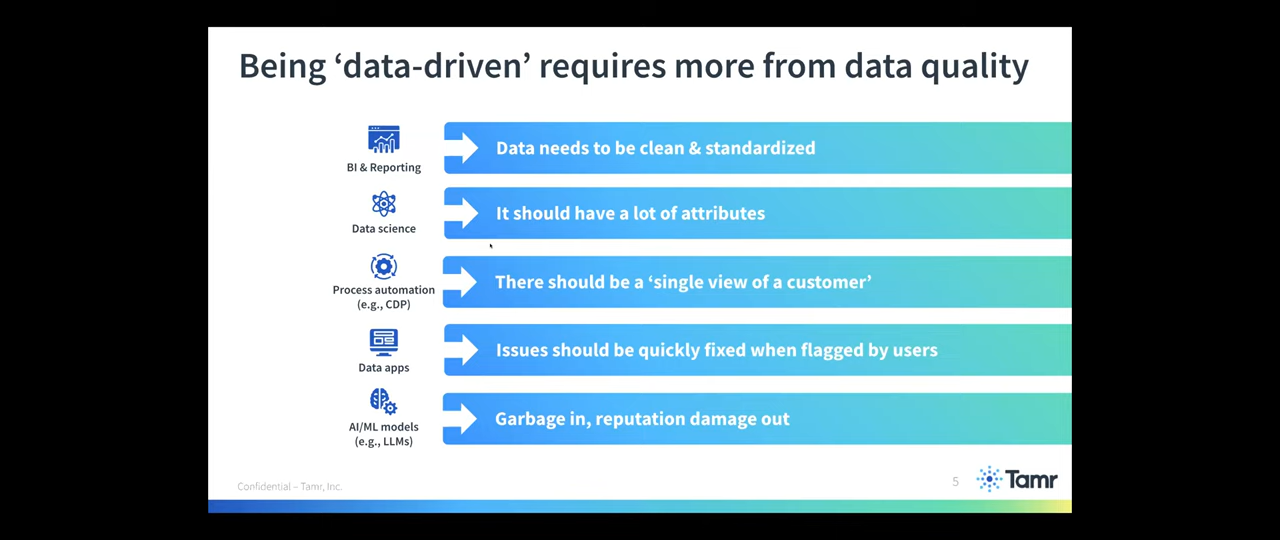 Being ‘data-driven’ requires more from data quality
BI & Reporting
Data needs to be clean & standardized
Data science
It should have a lot of attributes
Process automation
(e.g., CDP)
There should be a ‘single view of a customer’
Data apps
Issues should be quickly fixed when flagged by users
AI/ML models
(e.g., LLMs)
Garbage in, reputation damage out
Confidential – Tamr, Inc.
5
Tamr